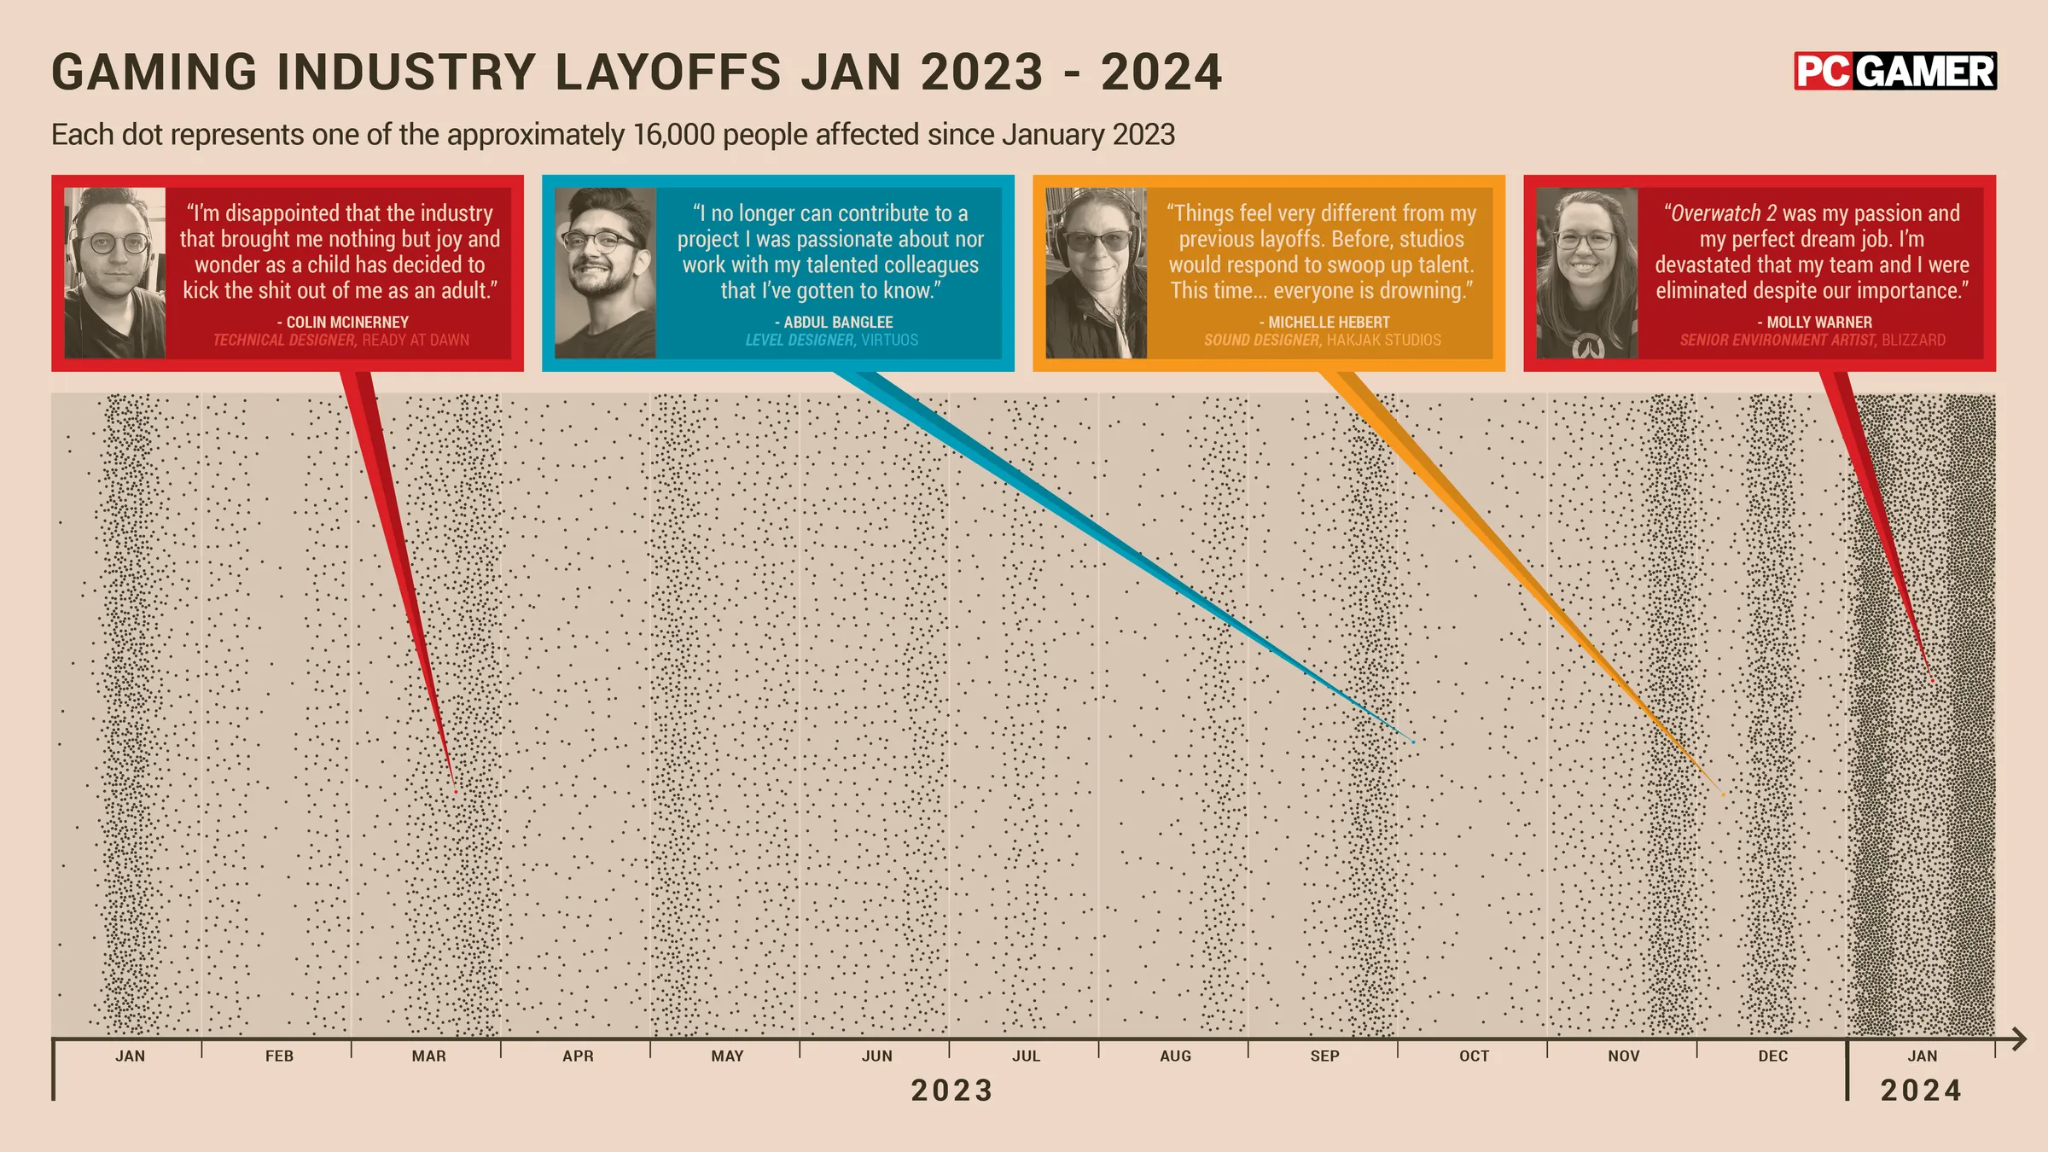 GAMING INDUSTRY LAYOFFS JAN 2023 - 2024
PC GAMER
Each dot represents one of the approximately 16,000 people affected since January 2023
“I’m disappointed that the industry
that brought me nothing but joy and
wonder as a child has decided to
kick the shit out of me as an adult.”
- COLIN MCINERNEY
TECHNICAL DESIGNER, READY AT DAWN
“I no longer can contribute to a
project I was passionate about nor
work with my talented colleagues
that I’ve gotten to know.”
- ABDUL BANGLEE
LEVEL DESIGNER, VIRTUOS
“Things feel very different from my
previous layoffs. Before, studios
would respond to swoop up talent.
This time... everyone is drowning.”
- MICHELLE HEBERT
SOUND DESIGNER, HAKJAK STUDIOS
“Overwatch 2 was my passion and
my perfect dream job. I’m
devastated that my team and I were
eliminated despite our importance.”
- MOLLY WARNER
SENIOR ENVIRONMENT ARTIST, BLIZZARD
JAN FEB MAR APR MAY JUN JUL AUG SEP OCT NOV DEC JAN
2023 2024